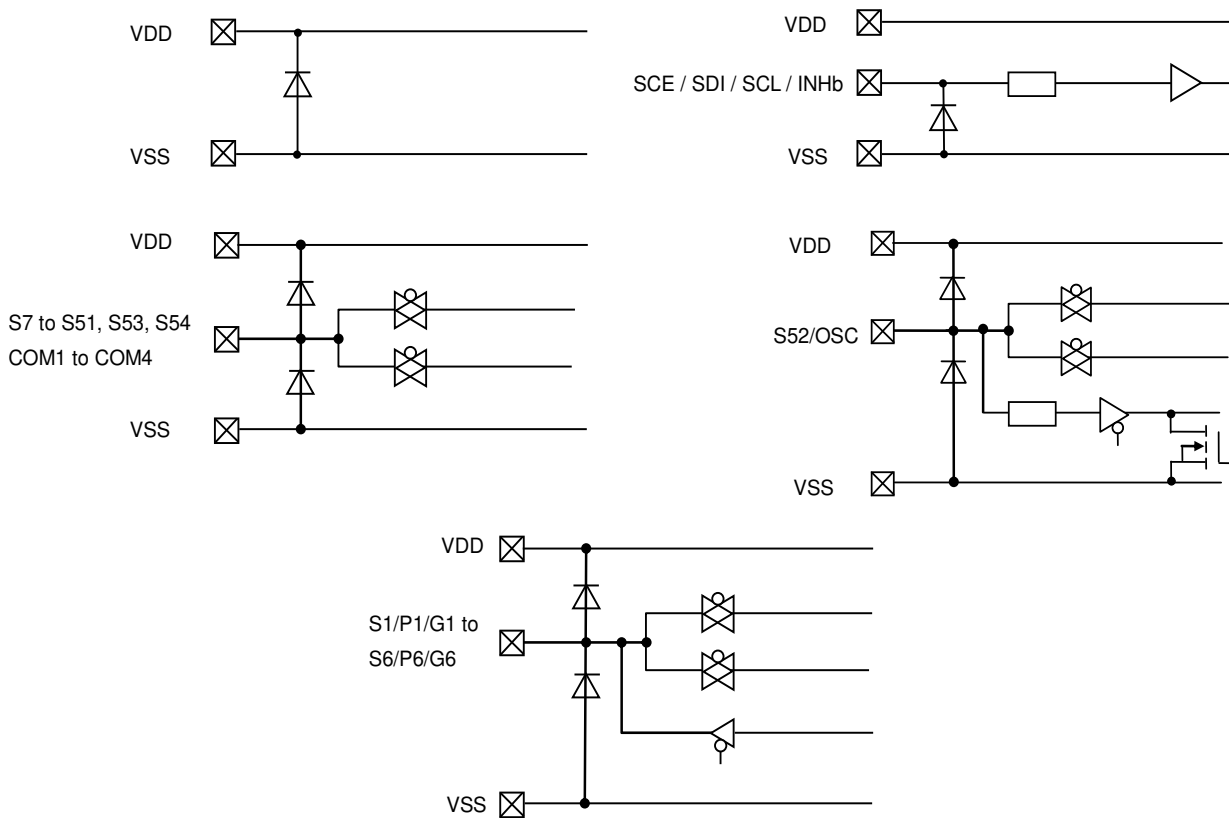 VDD
VSS
VDD
SCE / SDI / SCL / INHb
VSS
VDD
S7 to S51, S53, S54
COM1 to COM4
VSS
VDD
S52/OSC
VSS
VDD
S1/P1/G1 to
S6/P6/G6
VSS